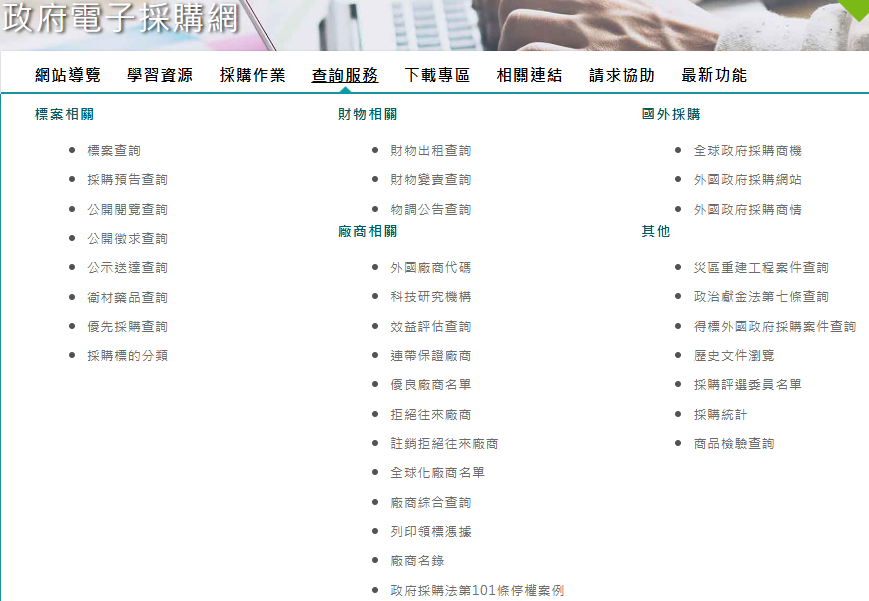 政府電子採購網
網站導覽 學習資源 採購作業 查詢服務 下載專區 相關連結 請求協助 最新功能
標案相關
標案查詢
採購預告查詢
公開閱覽查詢
公開徵求查詢
公示送達查詢
衛材藥品查詢
優先採購查詢
採購標的分類
財物相關
財物出租查詢
財物變賣查詢
物調公告查詢
廠商相關
外國廠商代碼
科技研究機構
效益評估查詢
連帶保證廠商
優良廠商名單
拒絕往來廠商
註銷拒絕往來廠商
全球化廠商名單
廠商綜合查詢
列印領標憑據
廠商名錄
政府採購法第101條停權案例
國外採購
全球政府採購商機
外國政府採購網站
外國政府採購商情
其他
災區重建工程案件查詢
政治獻金法第七條查詢
得標外國政府採購案件查詢
歷史文件瀏覽
採購評選委員名單
採購統計
商品檢驗查詢